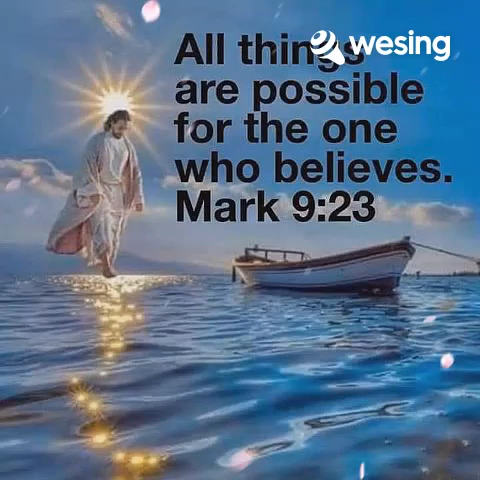 wesing
All things
are possible
for the one
who believes.
Mark 9:23